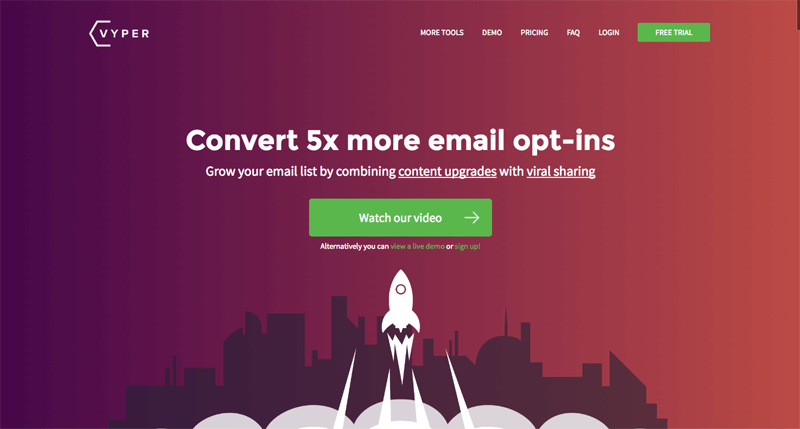 VYPER
MORE TOOLS DEMO PRICING FAQ LOGIN FREE TRIAL
Convert 5x more email opt-ins
Grow your email list by combining content upgrades with viral sharing
Watch our video
Alternatively you can view a live demo or sign up!